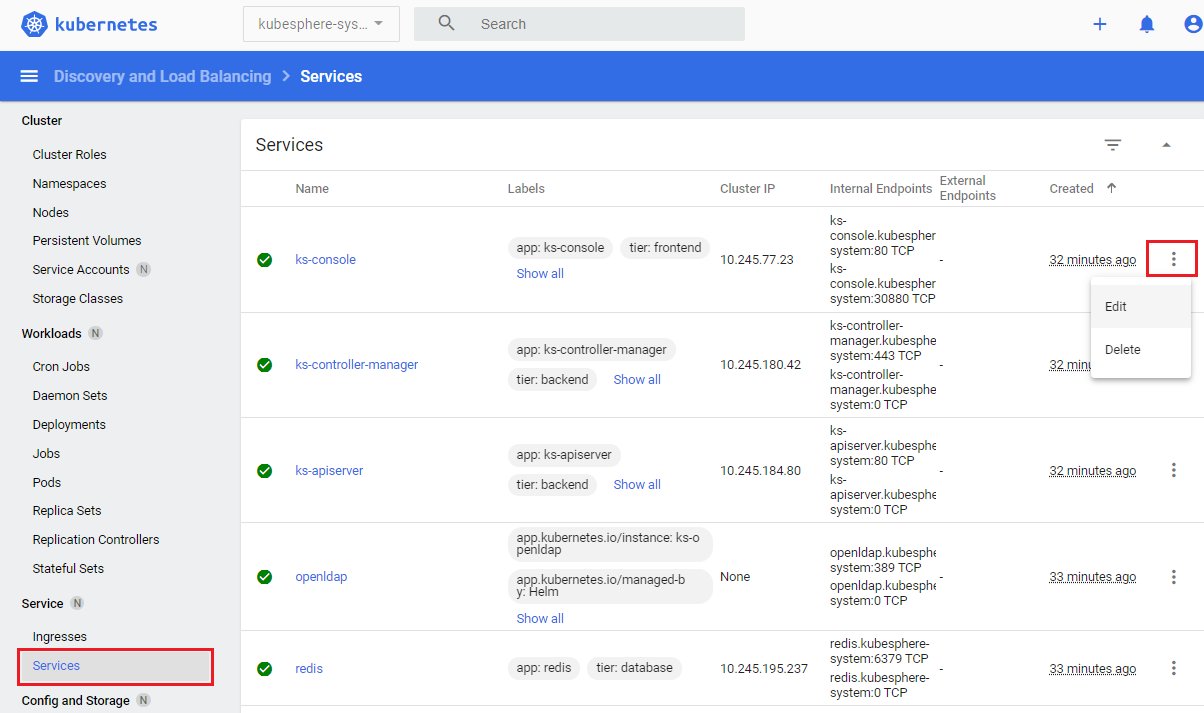 kubernetes
kubesphere-sys...
Search
Discovery and Load Balancing > Services
Cluster
Cluster Roles
Namespaces
Nodes
Persistent Volumes
Service Accounts N
Storage Classes
Workloads N
Cron Jobs
Daemon Sets
Deployments
Jobs
Pods
Replica Sets
Replication Controllers
Stateful Sets
Service N
Ingresses
Services
Config and Storage N
Services
Name Labels Cluster IP Internal Endpoints External Endpoints Created
ks-console
app: ks-console tier: frontend
Show all
10.245.77.23
ks-
console.kubespher
system:80 TCP
ks-
console.kubespher
system:30880 TCP
-
32 minutes ago
Edit
Delete
ks-controller-manager
app: ks-controller-manager
tier: backend Show all
10.245.180.42
ks-controller-
manager.kubesphe
system:443 TCP
ks-controller-
manager.kubesphe
system:0 TCP
-
32 minu
ks-apiserver
app: ks-apiserver
tier: backend Show all
10.245.184.80
ks-
apiserver.kubesphe
system:80 TCP
ks-
apiserver.kubesphe
system:0 TCP
-
32 minutes ago
openldap
app.kubernetes.io/instance: ks-o
penldap
app.kubernetes.io/managed-b
y: Helm
Show all
None
openldap.kubesphe
system:389 TCP
openldap.kubesphe
system:0 TCP
-
33 minutes ago
redis
app: redis tier: database
10.245.195.237
redis.kubesphere-
system:6379 TCP
redis.kubesphere-
system:0 TCP
-
33 minutes ago